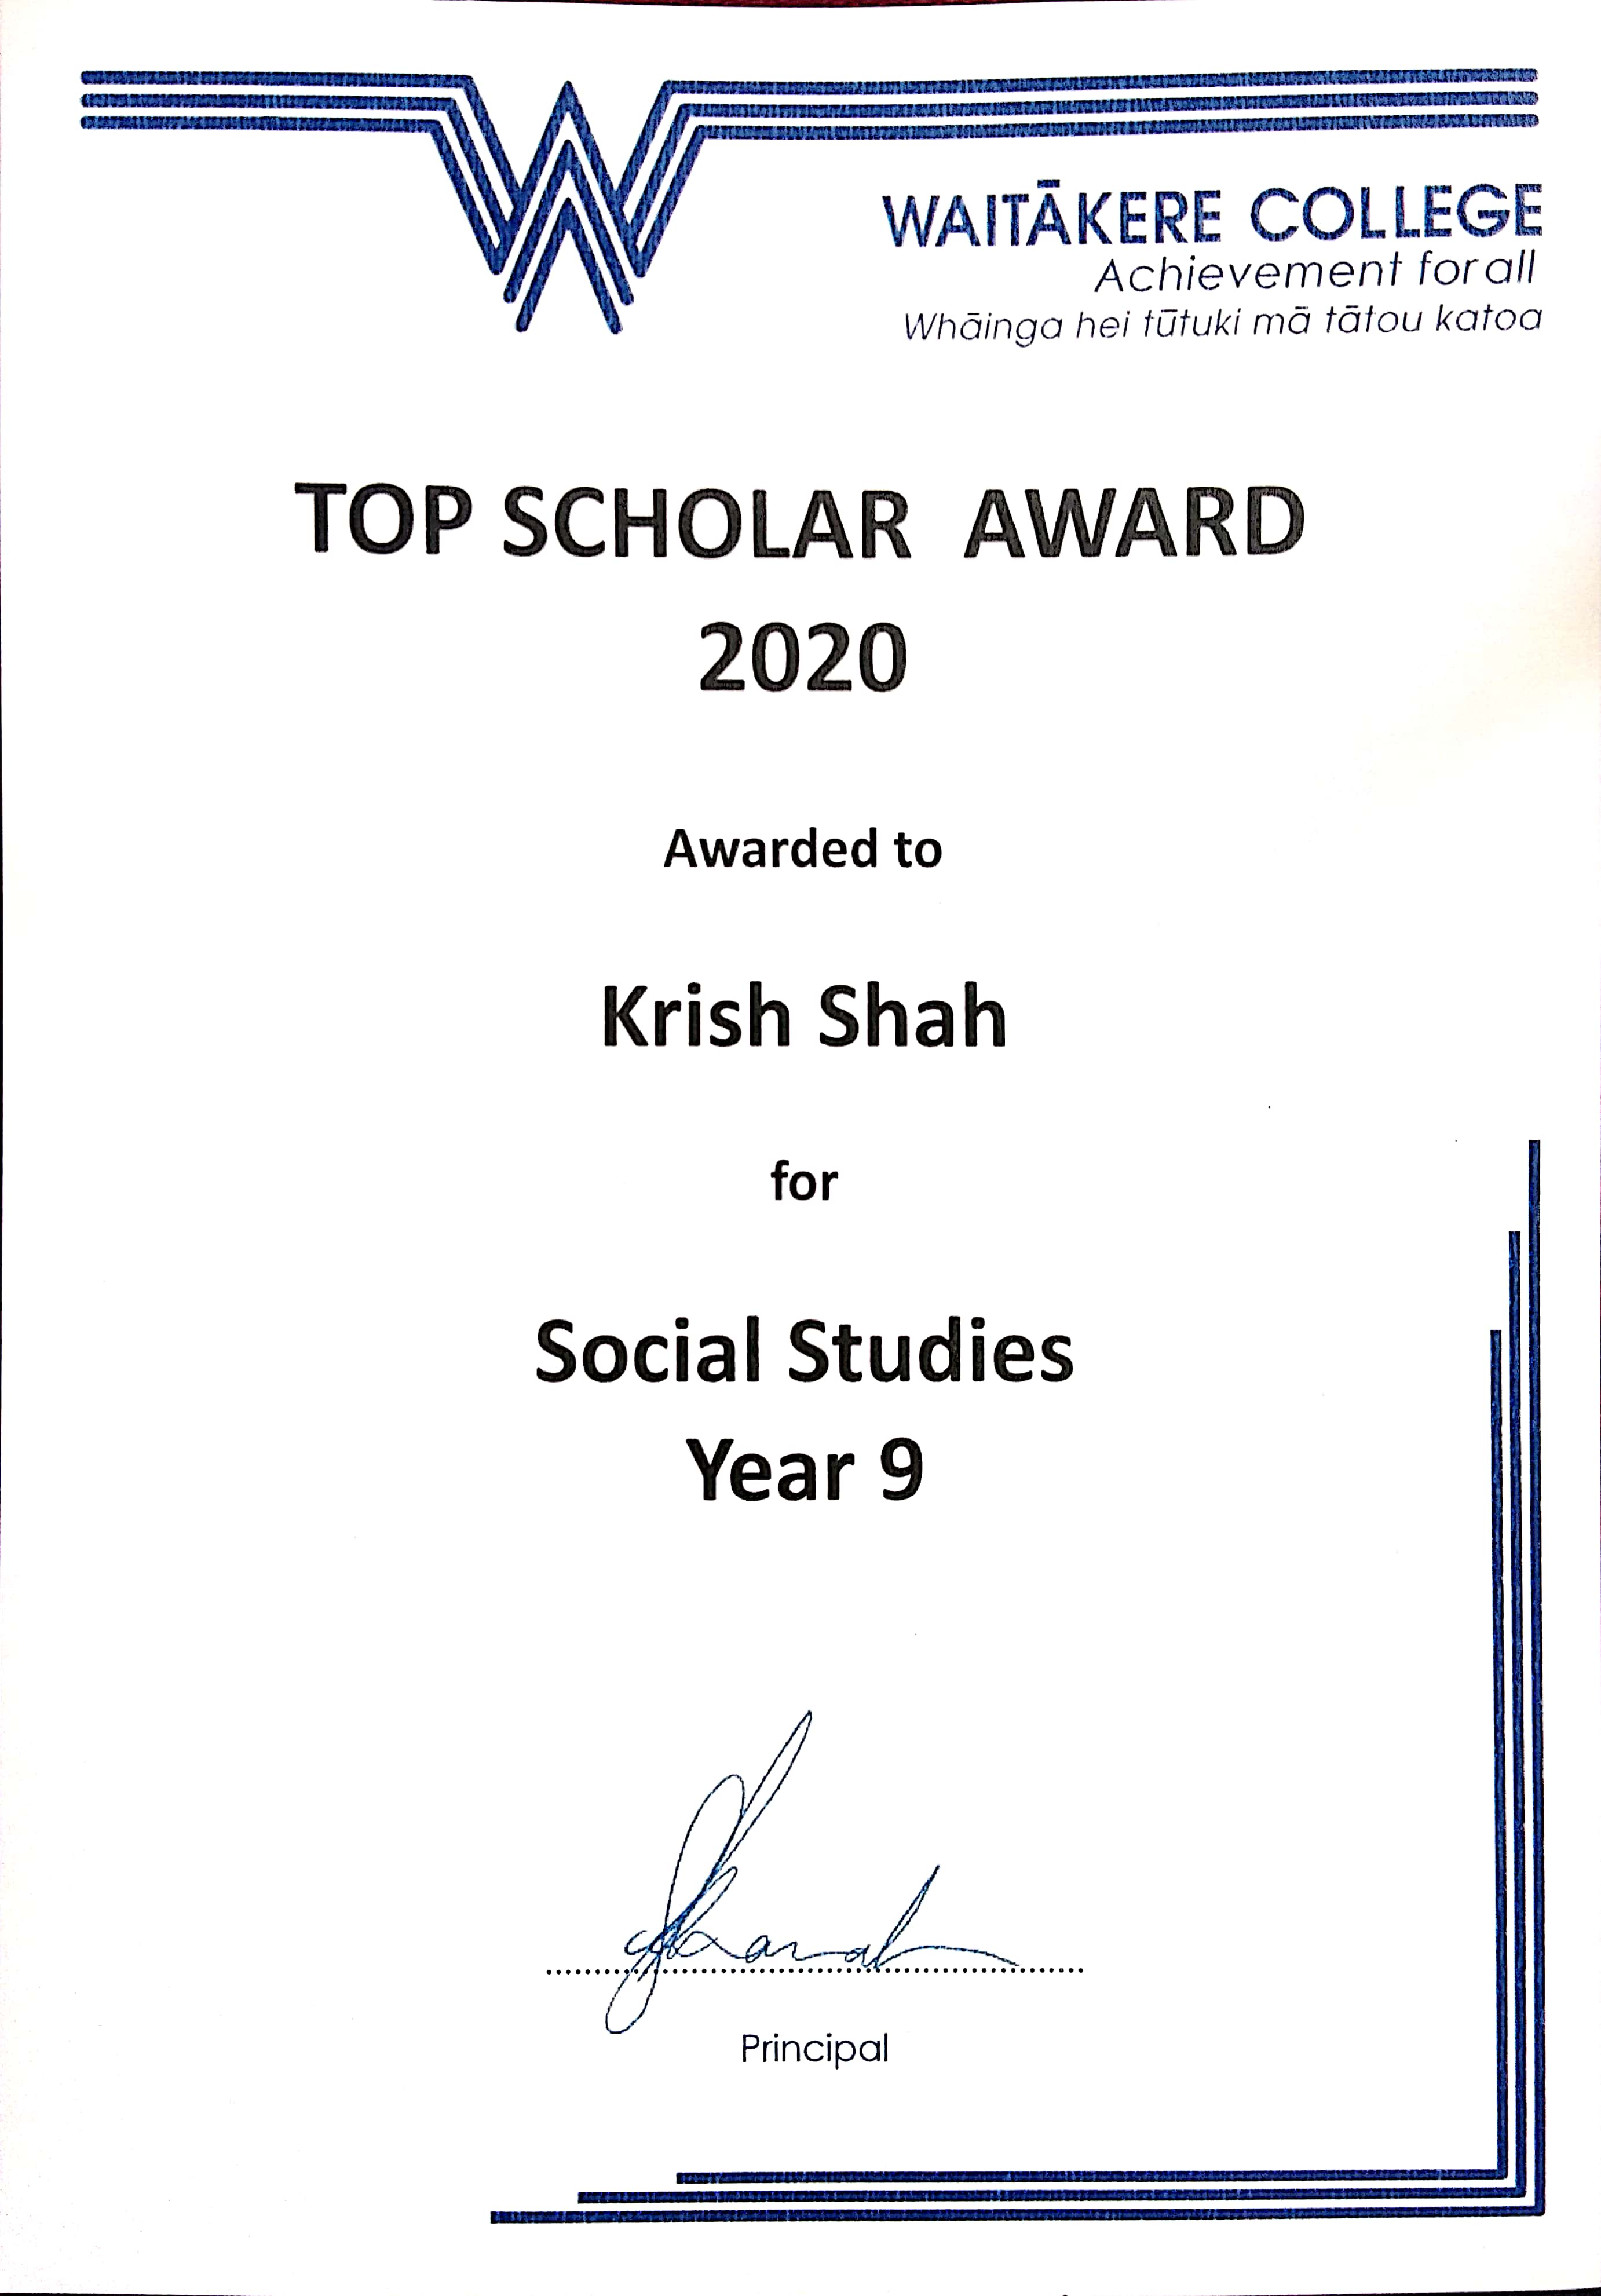 WAITĀKERE COLLEGE
Achievement for all
Whāinga hei tūtuki mā tātou katoa
TOP SCHOLAR AWARD
2020
Awarded to
Krish Shah
for
Social Studies
Year 9
Principal